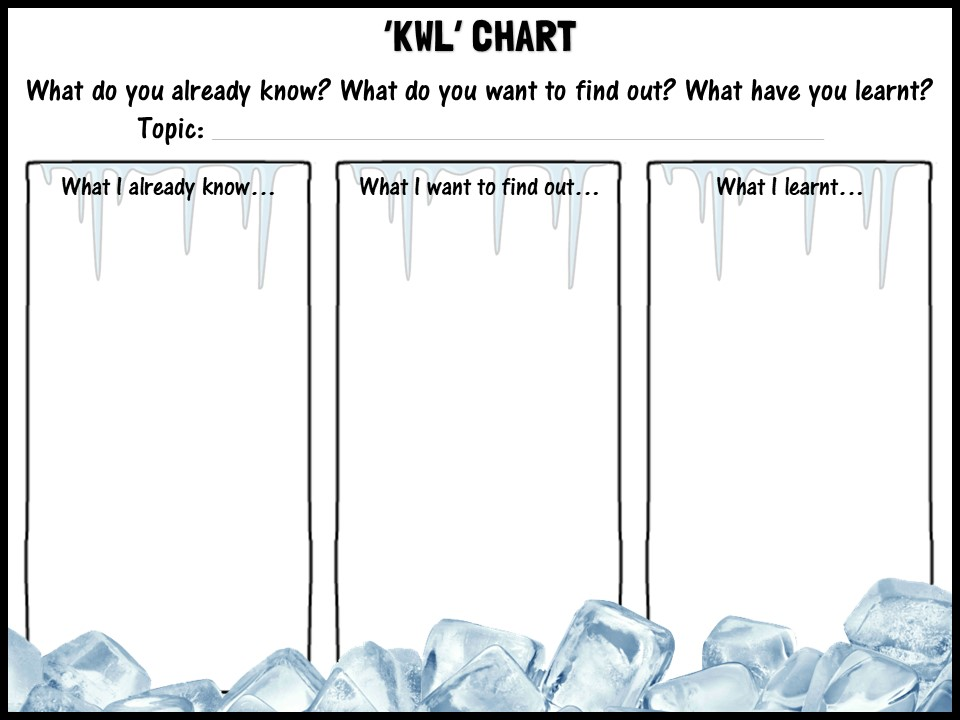 'KWL' CHART
What do you already know? What do you want to find out? What have you learnt?
Topic:
What I already know...
What I want to find out...
What I learnt...